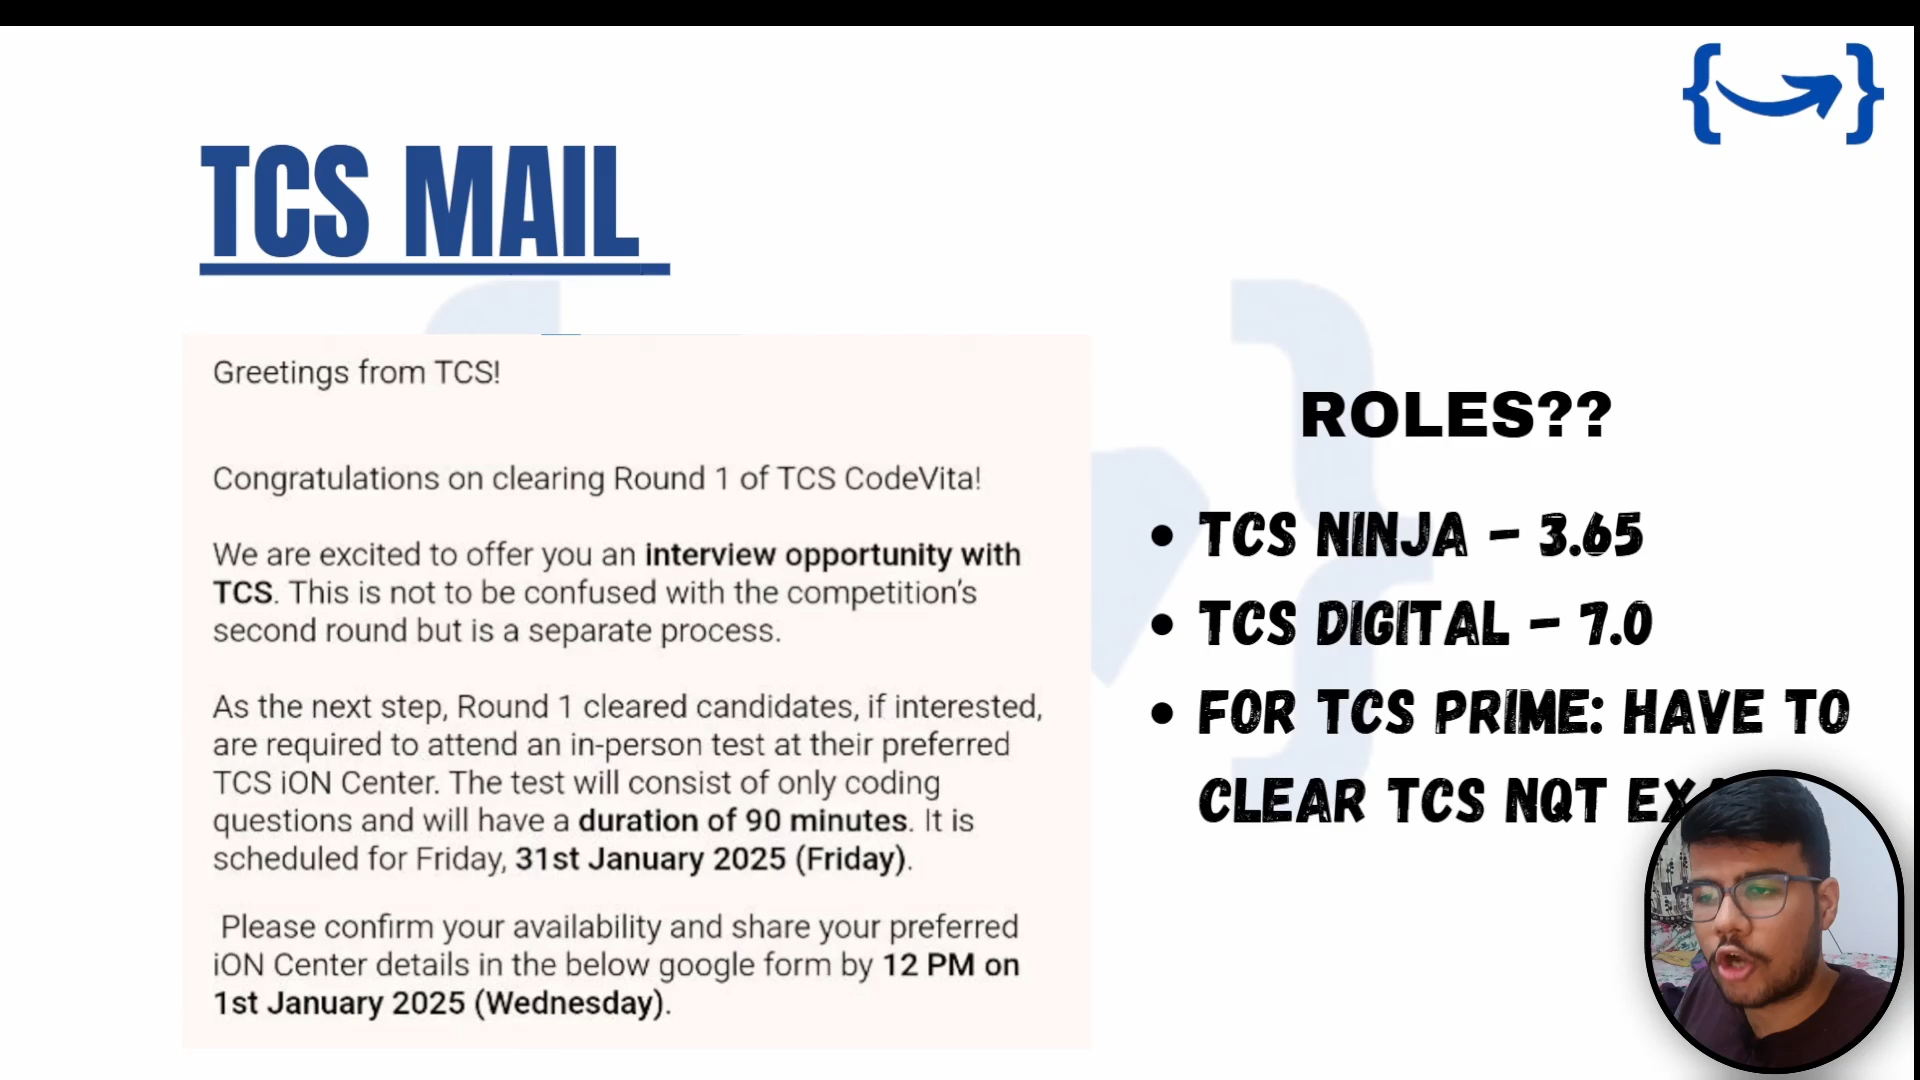 TCS MAIL
Greetings from TCS!
Congratulations on clearing Round 1 of TCS CodeVita!
We are excited to offer you an interview opportunity with
TCS. This is not to be confused with the competition's
second round but is a separate process.
As the next step, Round 1 cleared candidates, if interested,
are required to attend an in-person test at their preferred
TCS iON Center. The test will consist of only coding
questions and will have a duration of 90 minutes. It is
scheduled for Friday, 31st January 2025 (Friday).
Please confirm your availability and share your preferred
iON Center details in the below google form by 12 PM on
1st January 2025 (Wednesday).
ROLES??
• TCS NINJA - 3.65
• TCS DIGITAL - 7.0
• FOR TCS PRIME: HAVE TO
CLEAR TCS NQT